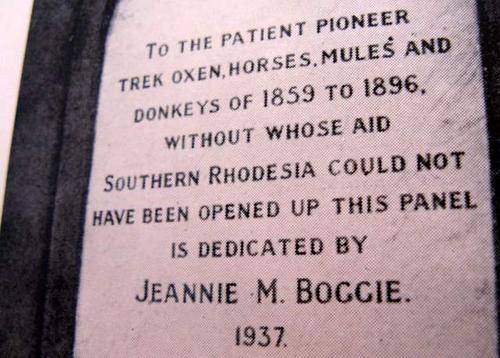 TO THE PATIENT PIONEER
TREK OXEN, HORSES, MULES AND
DONKEYS OF 1859 TO 1896,
WITHOUT WHOSE AID
SOUTHERN RHODESIA COULD NOT
HAVE BEEN OPENED UP THIS PANEL
IS DEDICATED BY
JEANNIE M. BOGGIE.
1937.